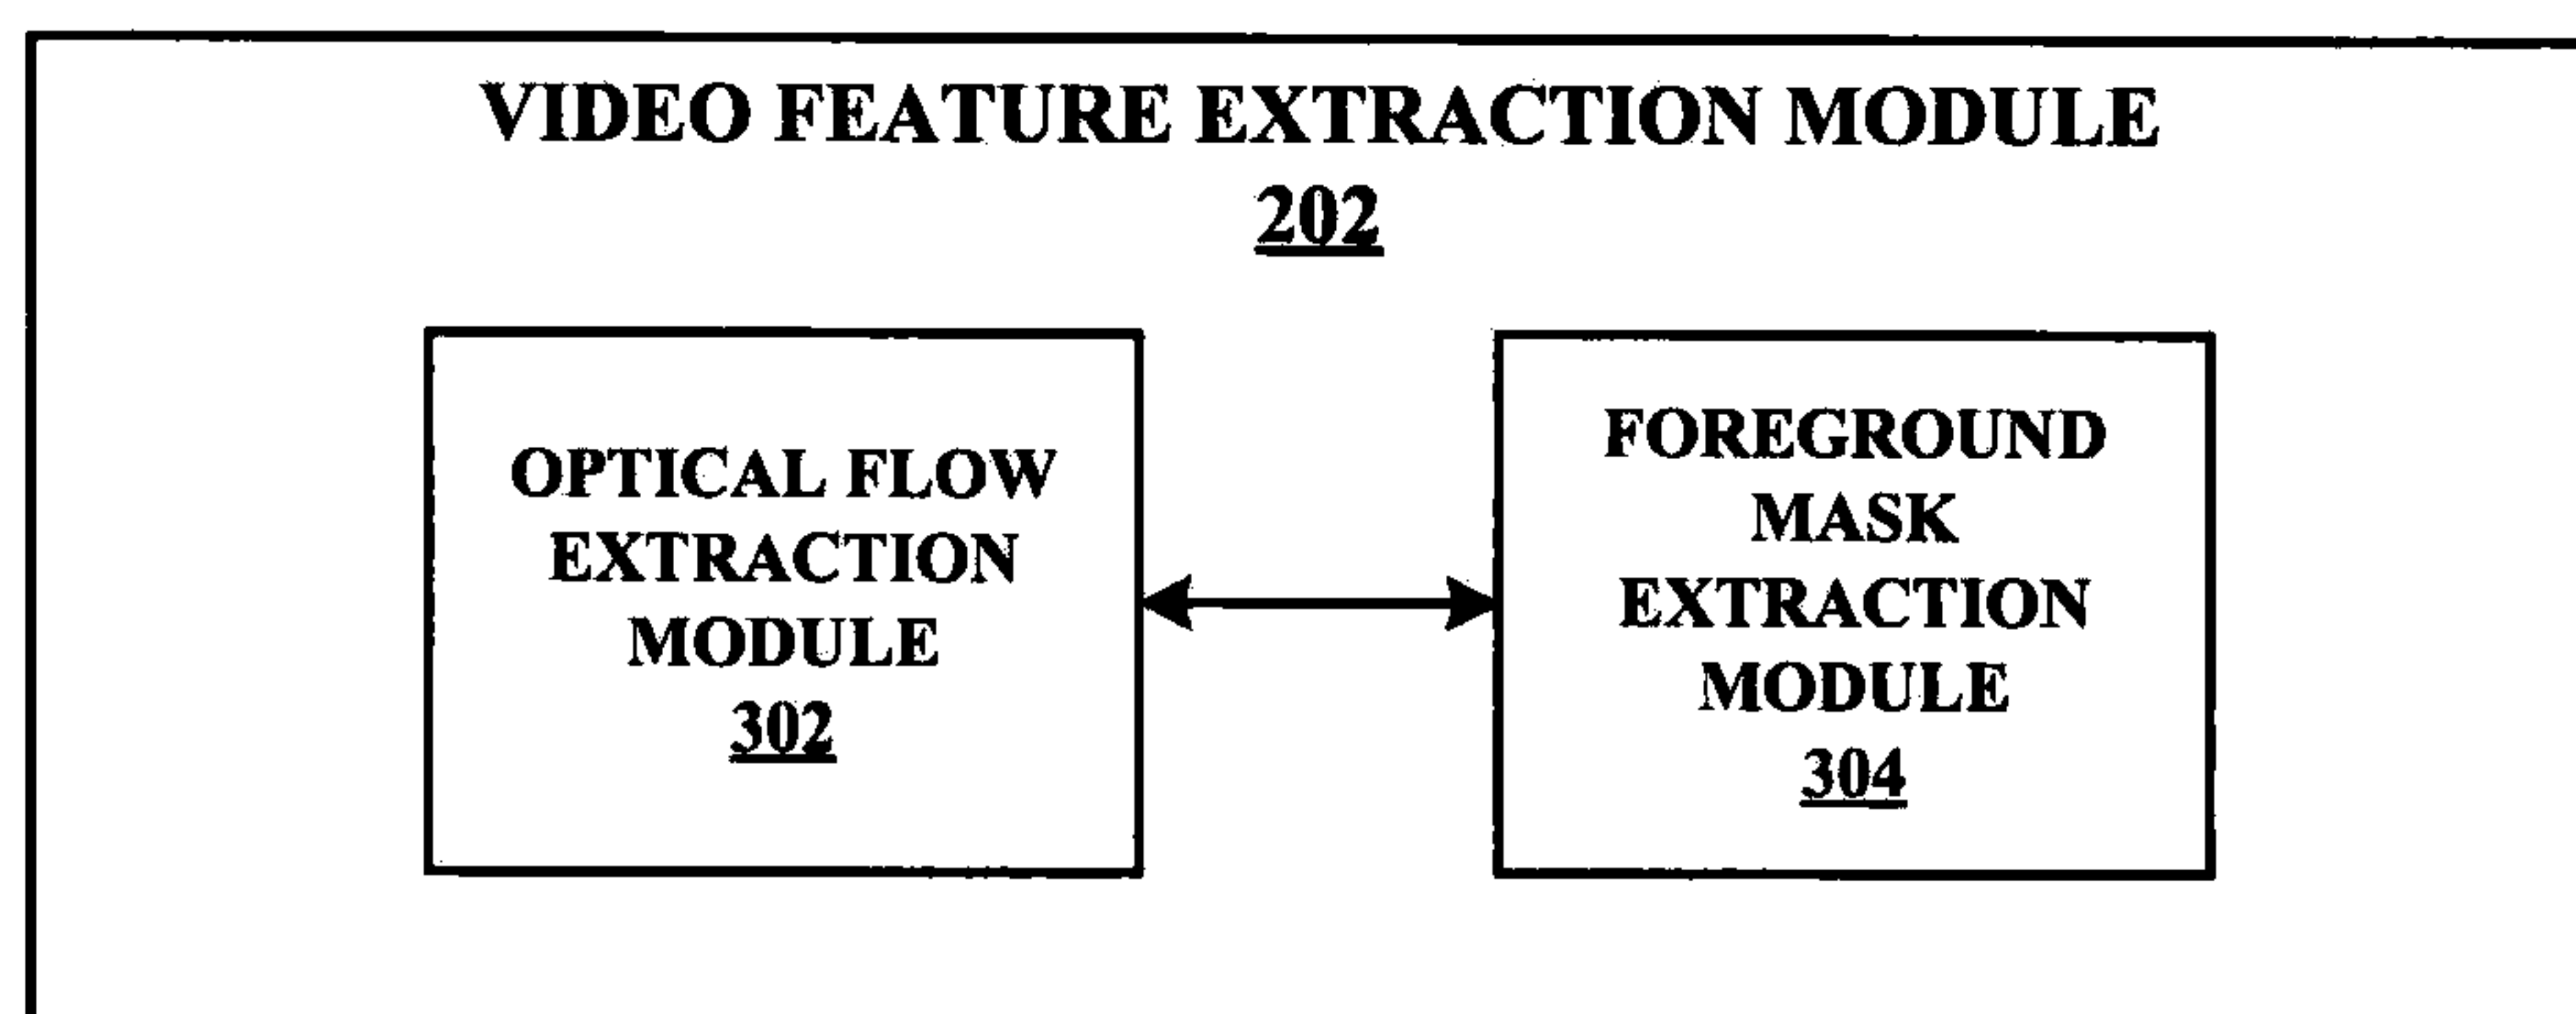 VIDEO FEATURE EXTRACTION MODULE
202
OPTICAL FLOW
EXTRACTION
MODULE
302
FOREGROUND
MASK
EXTRACTION
MODULE
304